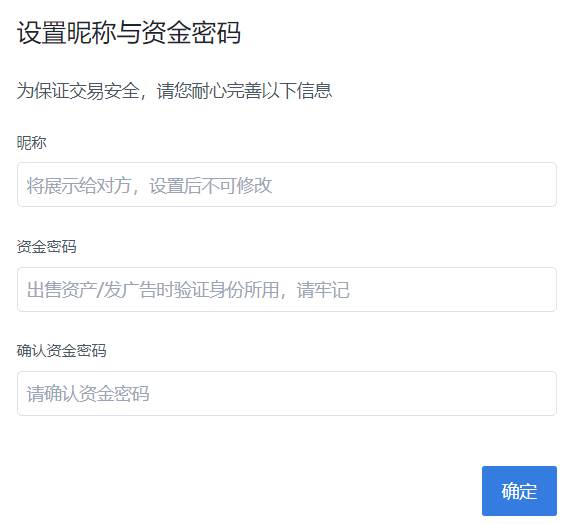 设置昵称与资金密码
为保证交易安全，请您耐心完善以下信息
昵称
将展示给对方，设置后不可修改
资金密码
出售资产/发广告时验证身份所用，请牢记
确认资金密码
请确认资金密码
确定